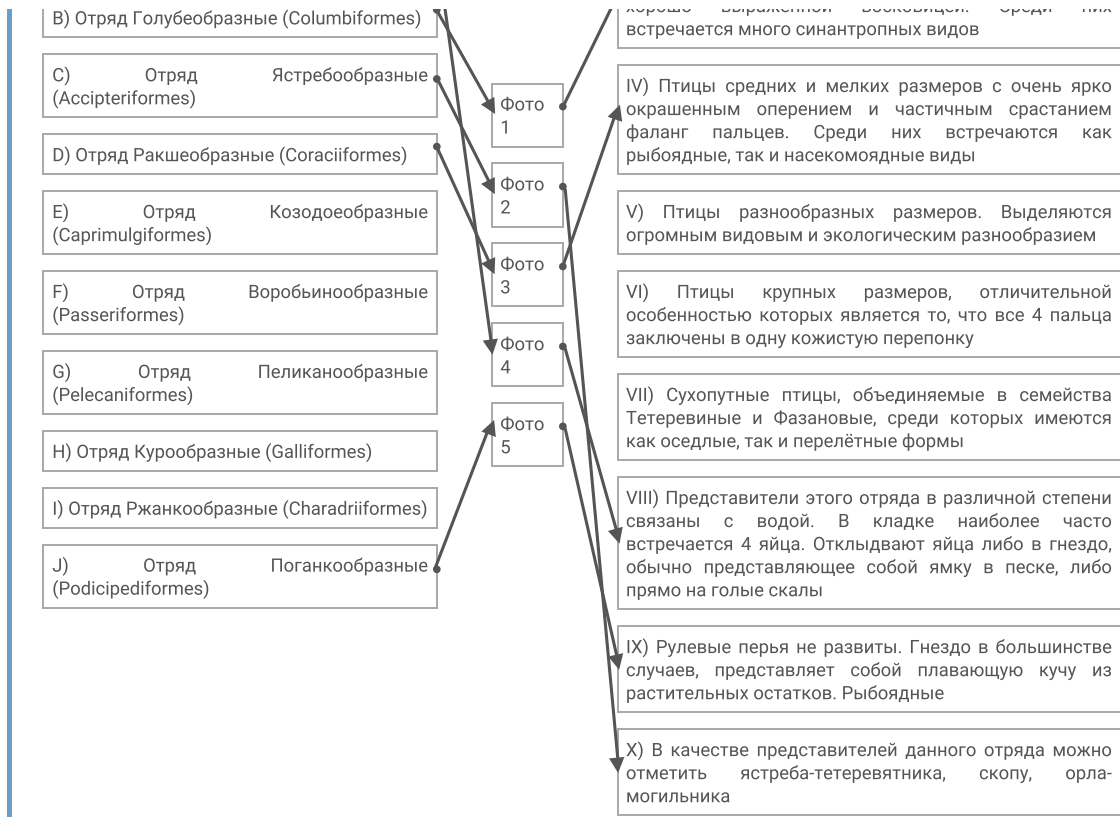 B) Отряд Голубеобразные (Columbiformes)
C) Отряд Ястребообразные
(Accipiteriformes)
D) Отряд Ракшеобразные (Coraciiformes)
E) Отряд Козодоеобразные
(Caprimulgiformes)
F) Отряд Воробьинообразные
(Passeriformes)
G) Отряд Пеликанообразные
(Pelecaniformes)
H) Отряд Курообразные (Galliformes)
I) Отряд Ржанкообразные (Charadriiformes)
J) Отряд Поганкообразные
(Podicipediformes)
Фото
1
Фото
2
Фото
3
Фото
4
Фото
5
хорошо выраженной восковицей. Среди них
встречается много синантропных видов
IV) Птицы средних и мелких размеров с очень ярко
окрашенным оперением и частичным срастанием
фаланг пальцев. Среди них встречаются как
рыбоядные, так и насекомоядные виды
V) Птицы разнообразных размеров. Выделяются
огромным видовым и экологическим разнообразием
VI) Птицы крупных размеров, отличительной
особенностью которых является то, что все 4 пальца
заключены в одну кожистую перепонку
VII) Сухопутные птицы, объединяемые в семейства
Тетеревиные и Фазановые, среди которых имеются
как оседлые, так и перелётные формы
VIII) Представители этого отряда в различной степени
связаны с водой. В кладке наиболее часто
встречается 4 яйца. Отклыдвают яйца либо в гнездо,
обычно представляющее собой ямку в песке, либо
прямо на голые скалы
IX) Рулевые перья не развиты. Гнездо в большинстве
случаев, представляет собой плавающую кучу из
растительных остатков. Рыбоядные
X) В качестве представителей данного отряда можно
отметить ястреба-тетеревятника, скопу, орла-
могильника